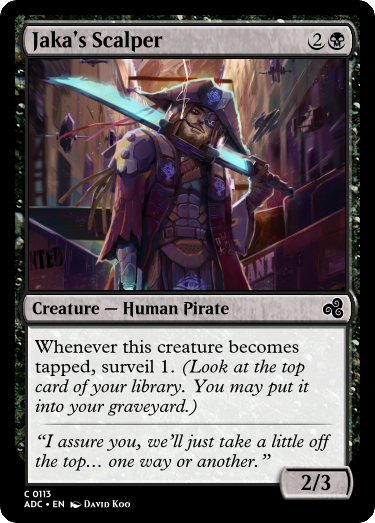 Jaka's Scalper 2
Creature — Human Pirate
Whenever this creature becomes
tapped, surveil 1. (Look at the top
card of your library. You may put it
into your graveyard.)
“I assure you, we’ll just take a little off
the top... one way or another.”
2/3
C 0113
ADC • EN David Koo